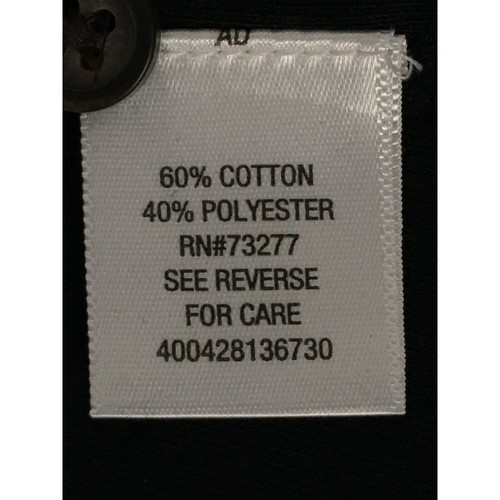 60% COTTON
40% POLYESTER
RN#73277
SEE REVERSE
FOR CARE
400428136730